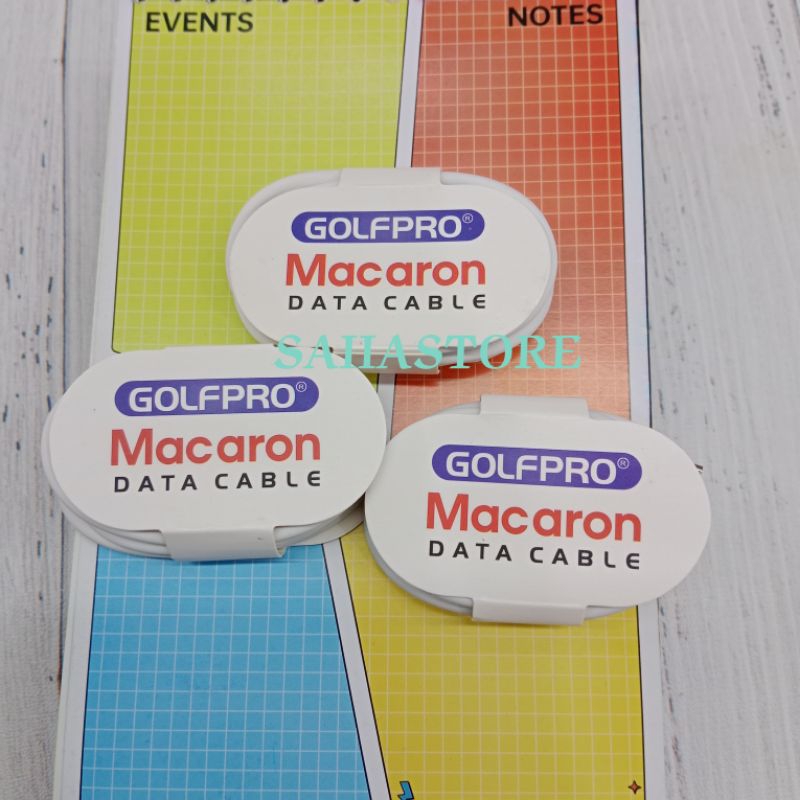 EVENTS
NOTES
GOLFPRO®
Macaron
DATA CABLE
SAHASTORE
GOLFPRO®
Macaron
DATA CABLE
GOLFPRO®
Macaron
DATA CABLE